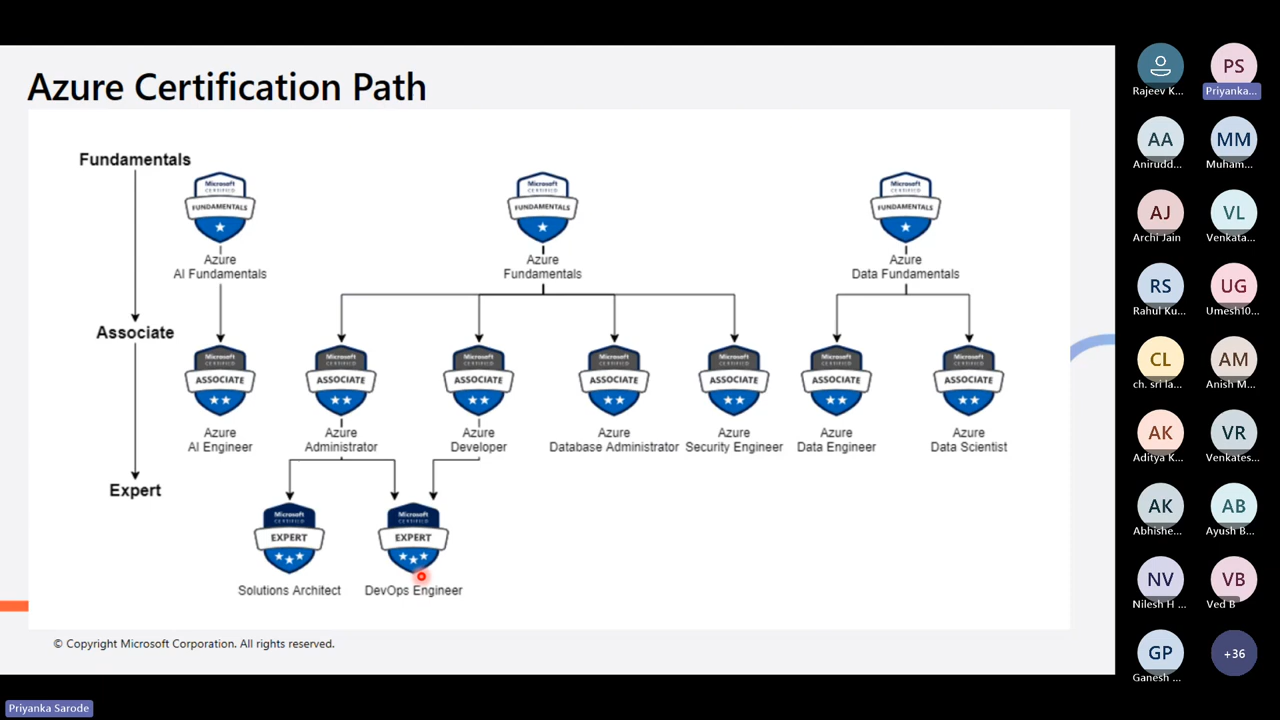 Azure Certification Path
Fundamentals
Microsoft
CERTIFIED
FUNDAMENTALS
Azure
AI Fundamentals
Microsoft
CERTIFIED
FUNDAMENTALS
Azure
Fundamentals
Microsoft
CERTIFIED
FUNDAMENTALS
Azure
Data Fundamentals
Associate
Microsoft
CERTIFIED
ASSOCIATE
Azure
AI Engineer
Microsoft
CERTIFIED
ASSOCIATE
Azure
Administrator
Microsoft
CERTIFIED
ASSOCIATE
Azure
Developer
Microsoft
CERTIFIED
ASSOCIATE
Azure
Database Administrator
Microsoft
CERTIFIED
ASSOCIATE
Azure
Security Engineer
Microsoft
CERTIFIED
ASSOCIATE
Azure
Data Engineer
Microsoft
CERTIFIED
ASSOCIATE
Azure
Data Scientist
Expert
Microsoft
CERTIFIED
EXPERT
Solutions Architect
Microsoft
CERTIFIED
EXPERT
DevOps Engineer
© Copyright Microsoft Corporation. All rights reserved.
Rajeev K...
PS
Priyanka...
AA
Anirudd...
MM
Muham...
AJ
Archi Jain
VL
Venkata...
RS
Rahul Ku...
UG
Umesh10...
CL
ch. sri la...
AM
Anish M...
AK
Aditya K...
VR
Venkates...
AK
Abhishe...
AB
Ayush B...
NV
Nilesh H ...
VB
Ved B
GP
Ganesh ...
+36
Priyanka Sarode